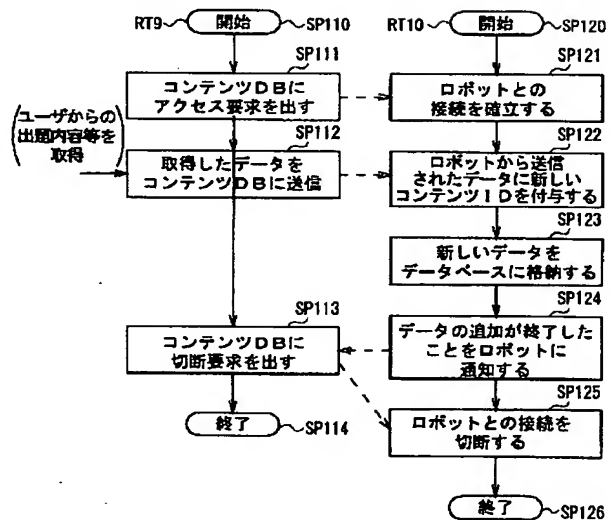 RT9 開始 SP110
SP111
コンテンツDBに
アクセス要求を出す
ユーザからの
出題内容等を
取得
SP112
取得したデータを
コンテンツDBに送信
SP113
コンテンツDBに
切断要求を出す
終了 SP114
RT10 開始 SP120
SP121
ロボットとの
接続を確立する
SP122
ロボットから送信
されたデータに新しい
コンテンツIDを付与する
SP123
新しいデータを
データベースに格納する
SP124
データの追加が終了した
ことをロボットに
通知する
SP125
ロボットとの接続を
切断する
終了 SP126